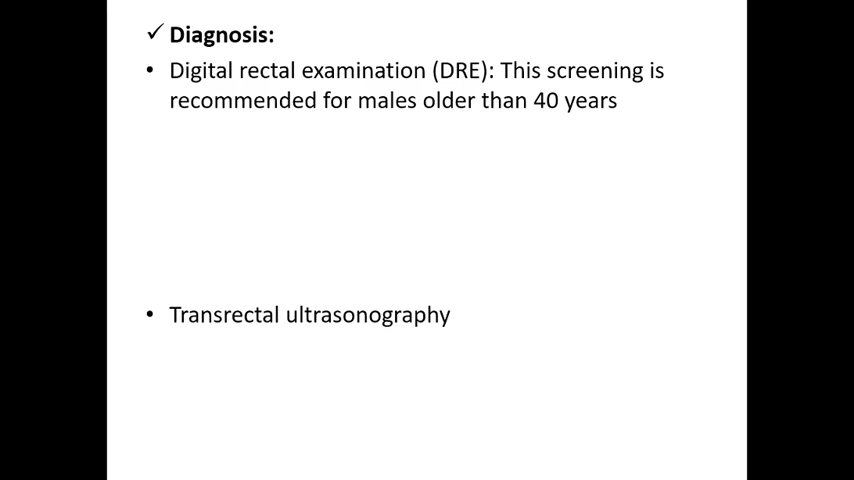 ✓ Diagnosis:
• Digital rectal examination (DRE): This screening is
recommended for males older than 40 years
• Transrectal ultrasonography